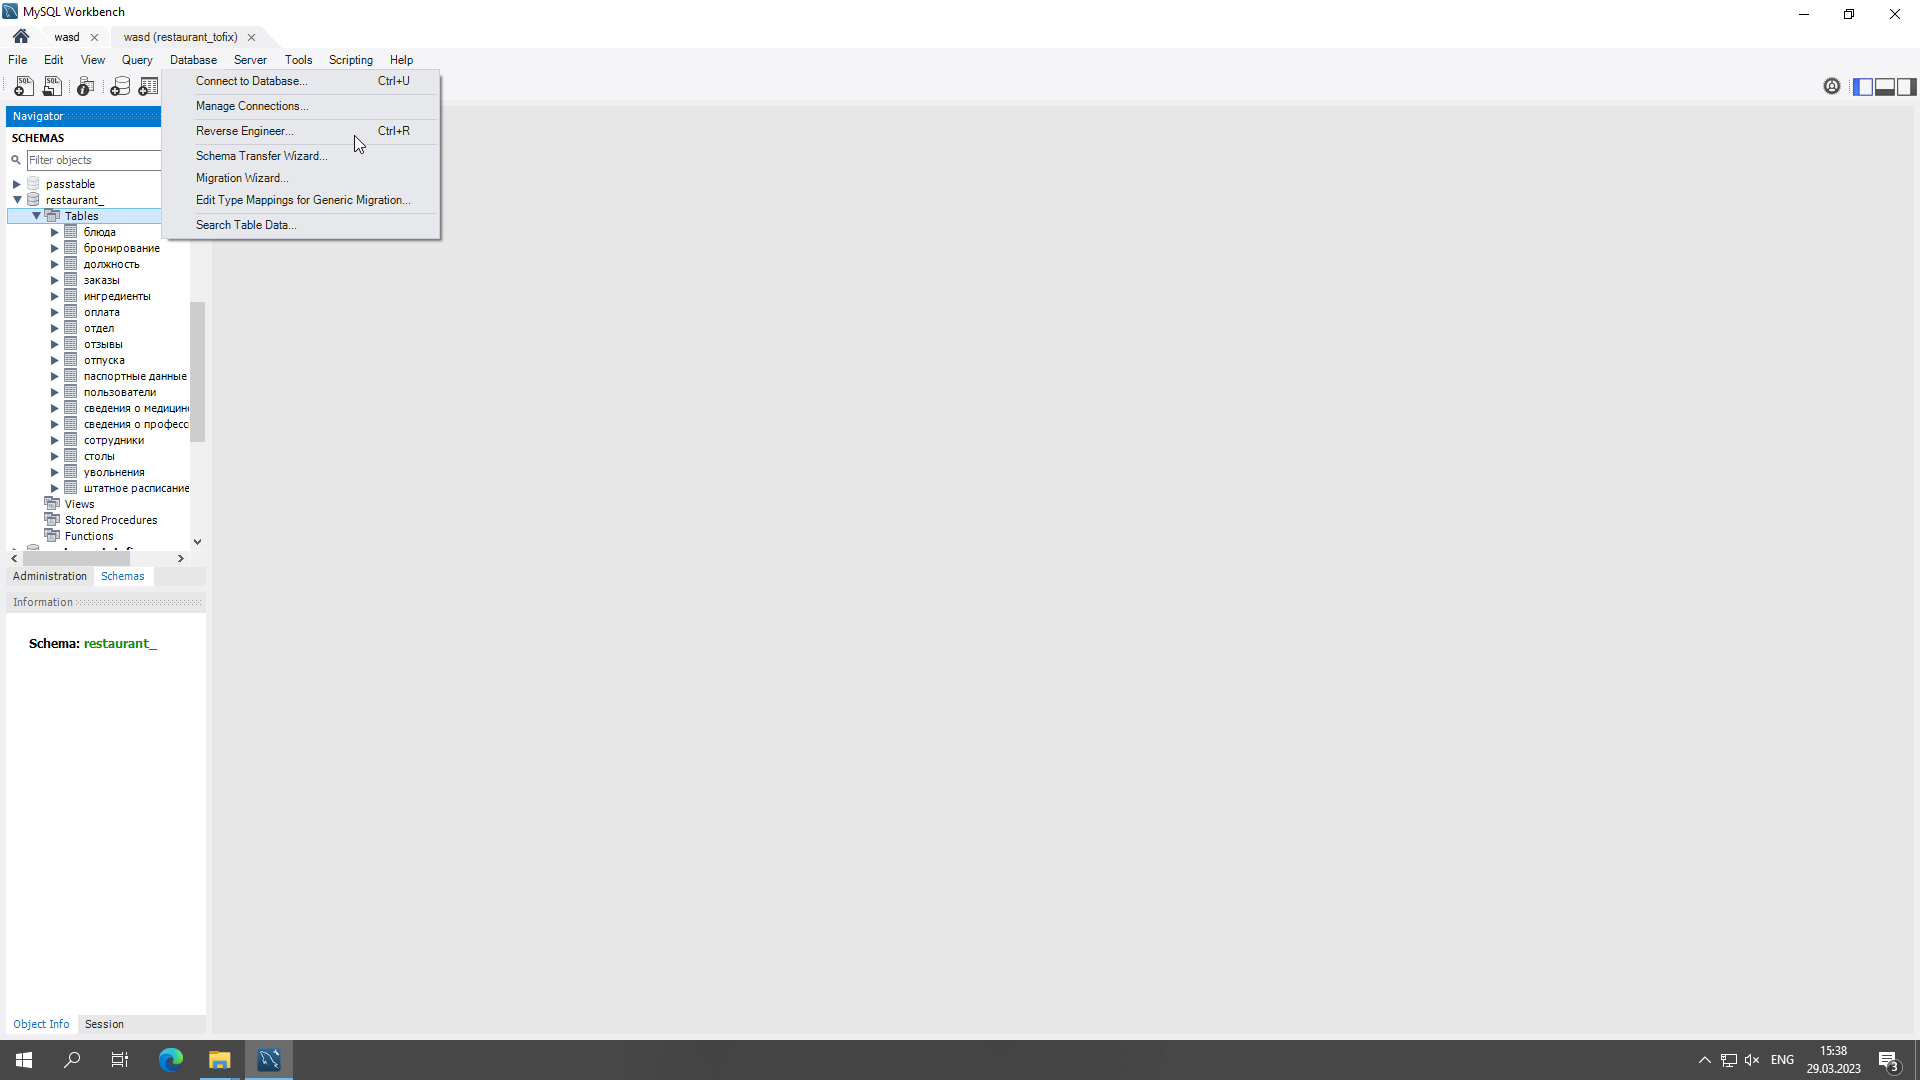 MySQL Workbench
wasd
wasd (restaurant_tofix)
File Edit View Query Database Server Tools Scripting Help
Connect to Database... Ctrl+U
Manage Connections...
Reverse Engineer... Ctrl+R
Schema Transfer Wizard...
Migration Wizard...
Edit Type Mappings for Generic Migration...
Search Table Data...
Navigator
SCHEMAS
Filter objects
passtable
restaurant_
Tables
блюда
бронирование
должность
заказы
ингредиенты
оплата
отдел
отзывы
отпуска
паспортные данные
пользователи
сведения о медицин
сведения о професс
сотрудники
столы
увольнения
штатное расписание
Views
Stored Procedures
Functions
Administration Schemas
Information
Schema: restaurant_
Object Info Session
ENG
15:38
29.03.2023
3